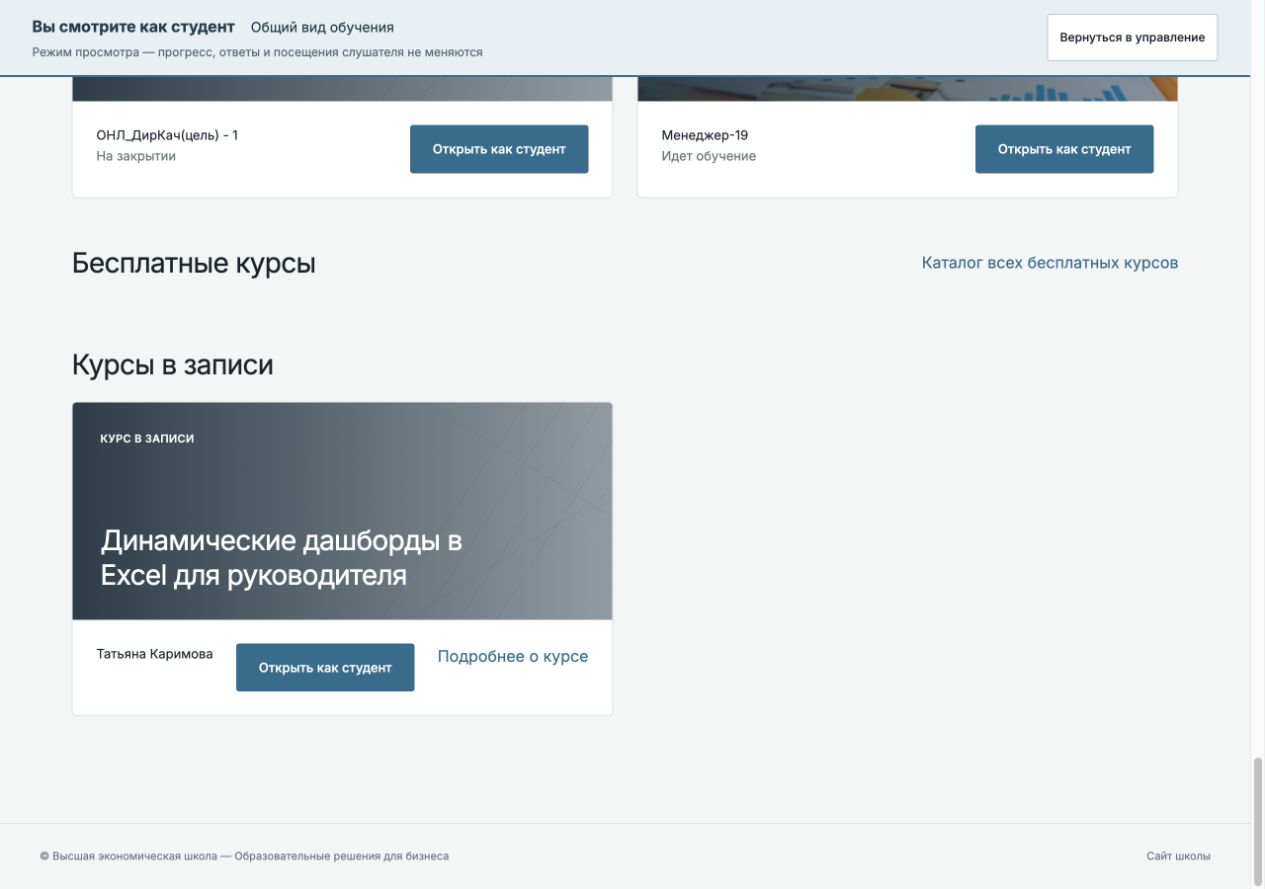 Вы смотрите как студент Общий вид обучения
Режим просмотра — прогресс, ответы и посещения слушателя не меняются
Вернуться в управление
ОНЛ_ДирКач(цель) - 1
На закрытии
Открыть как студент
Менеджер-19
Идет обучение
Открыть как студент
Бесплатные курсы
Каталог всех бесплатных курсов
Курсы в записи
КУРС В ЗАПИСИ
Динамические дашборды в
Excel для руководителя
Татьяна Каримова
Открыть как студент
Подробнее о курсе
© Высшая экономическая школа — Образовательные решения для бизнеса
Сайт школы